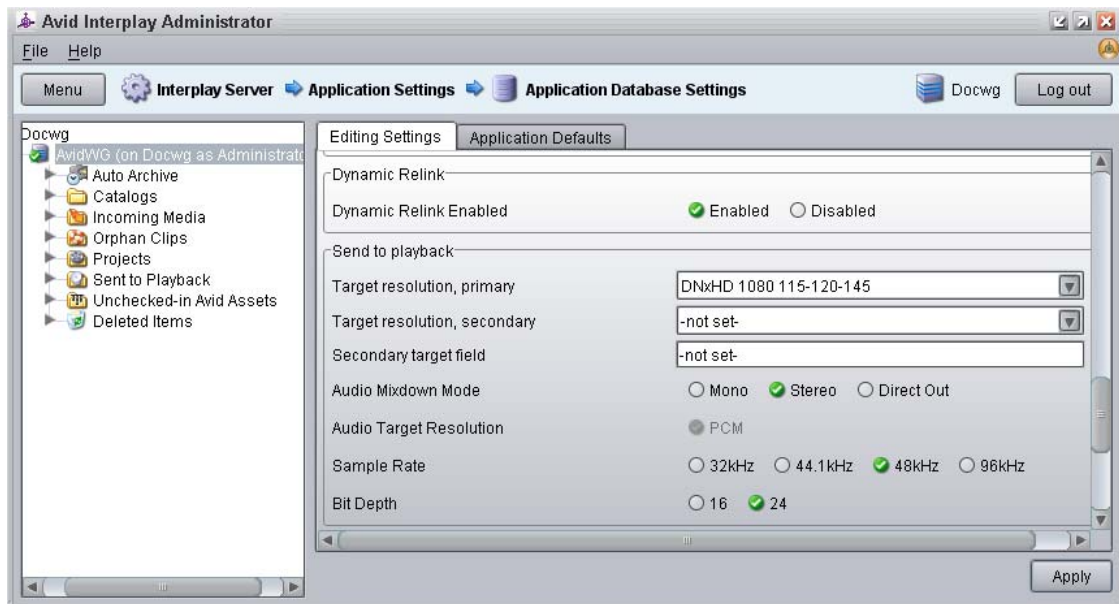 Avid Interplay Administrator
File Help
Menu Interplay Server Application Settings Application Database Settings Docwg Log out
Docwg
AvidWG (on Docwg as Administrato
Auto Archive
Catalogs
Incoming Media
Orphan Clips
Projects
Sent to Playback
Unchecked-in Avid Assets
Deleted Items
Editing Settings Application Defaults
Dynamic Relink
Dynamic Relink Enabled Enabled Disabled
Send to playback
Target resolution, primary DNxHD 1080 115-120-145
Target resolution, secondary -not set-
Secondary target field -not set-
Audio Mixdown Mode Mono Stereo Direct Out
Audio Target Resolution PCM
Sample Rate 32kHz 44.1kHz 48kHz 96kHz
Bit Depth 16 24
Apply